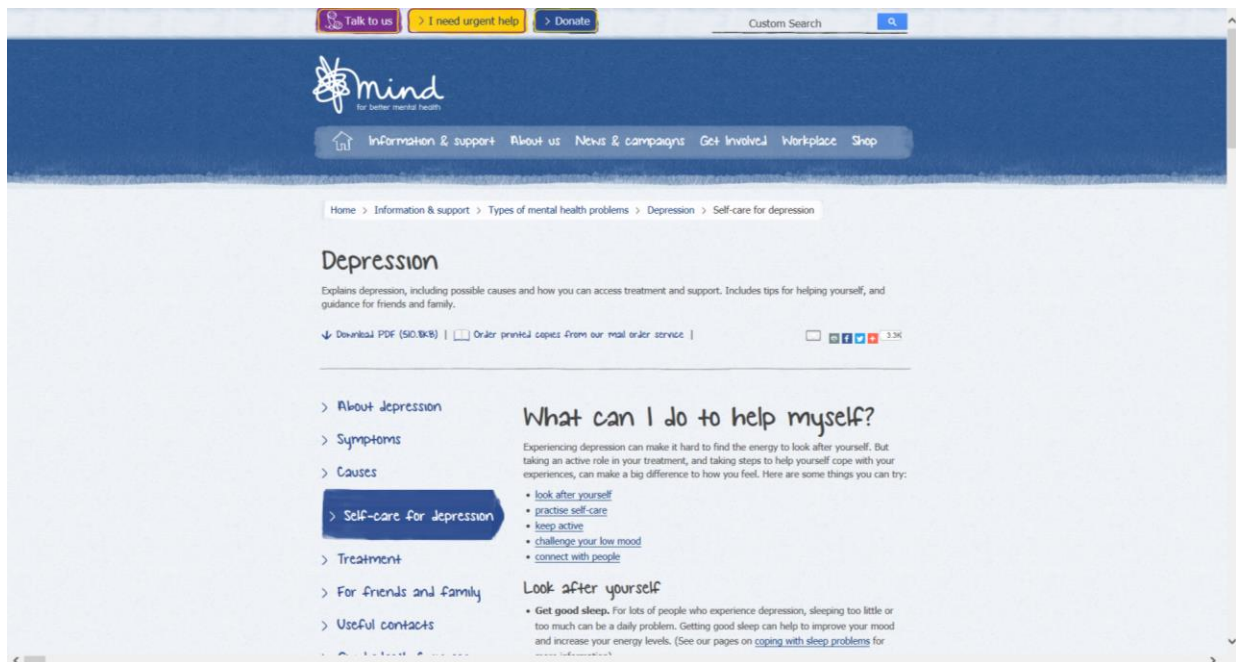 Talk to us
> I need urgent help
> Donate
Custom Search
mind
for better mental health
Information & support About us News & campaigns Get Involved Workplace Shop
Home > Information & support > Types of mental health problems > Depression > Self-care for depression
Depression
Explains depression, including possible causes and how you can access treatment and support. Includes tips for helping yourself, and
guidance for friends and family.
Download PDF (510.1KB) | Order printed copies from our mail order service |
3.3K
> About depression
> Symptoms
> Causes
> Self-care for depression
> Treatment
> For friends and family
> Useful contacts
What can I do to help myself?
Experiencing depression can make it hard to find the energy to look after yourself. But
taking an active role in your treatment, and taking steps to help yourself cope with your
experiences, can make a big difference to how you feel. Here are some things you can try:
• look after yourself
• practise self-care
• keep active
• challenge your low mood
• connect with people
Look after yourself
• Get good sleep. For lots of people who experience depression, sleeping too little or
too much can be a daily problem. Getting good sleep can help to improve your mood
and increase your energy levels. (See our pages on coping with sleep problems for